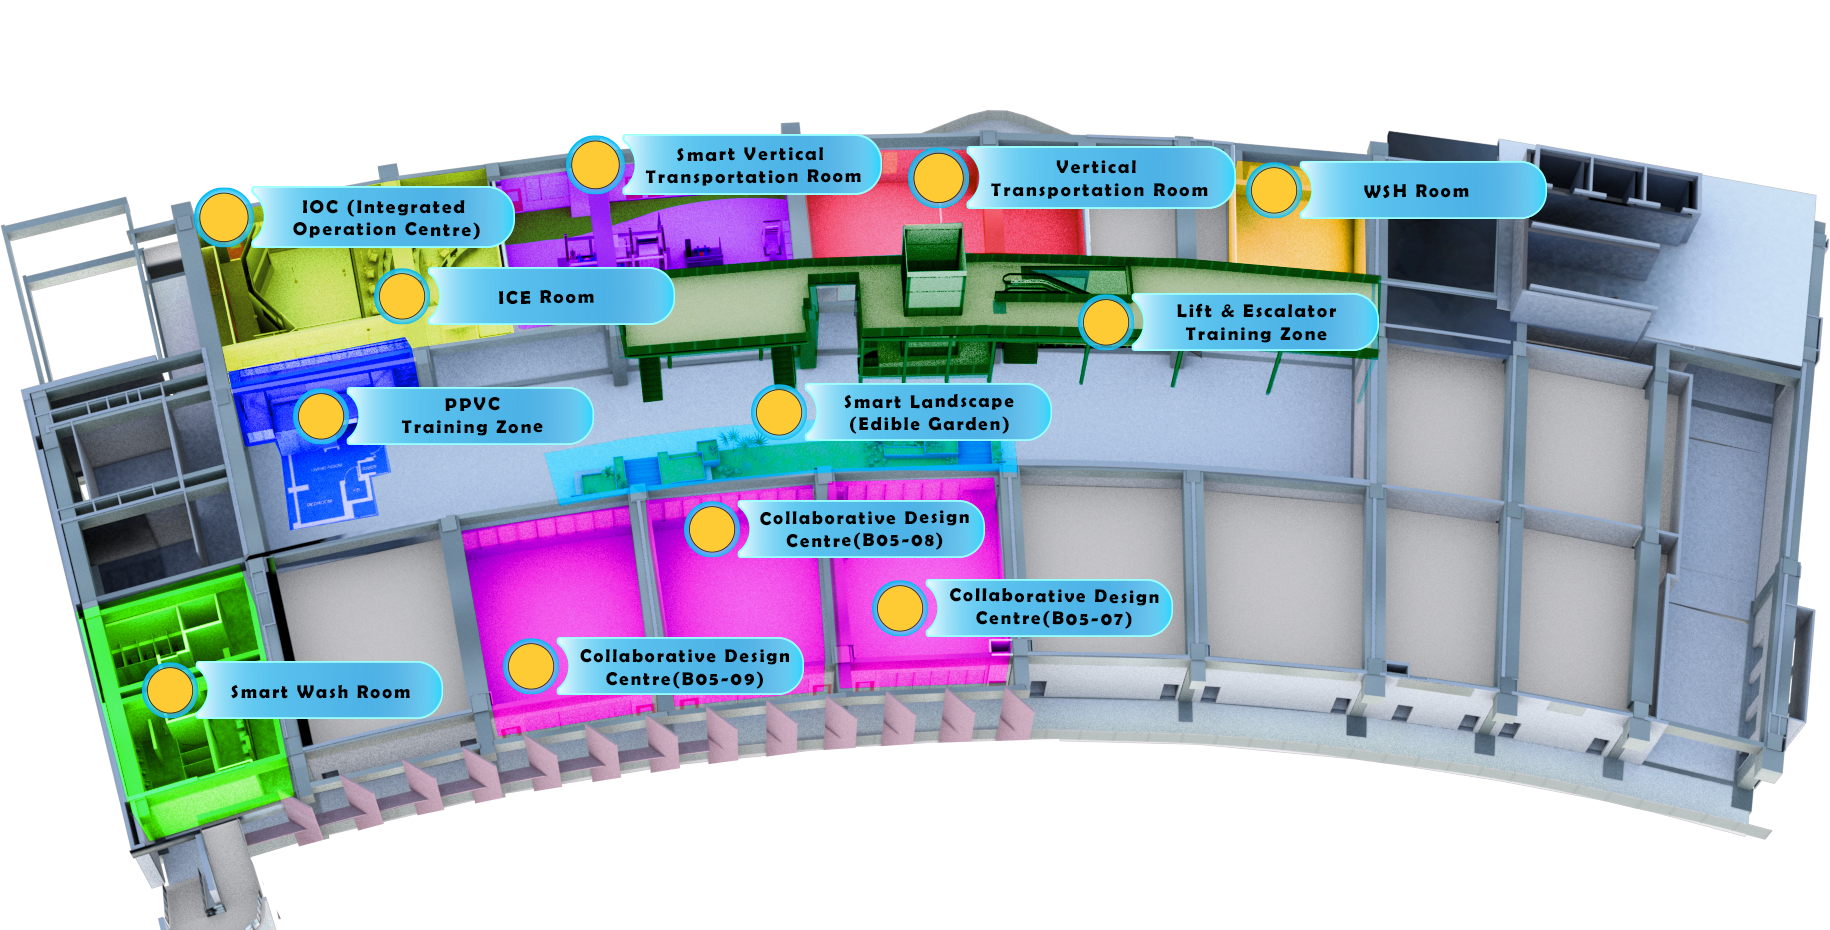 Smart Vertical
Transportation Room
Vertical
Transportation Room
WSH Room
IOC (Integrated
Operation Centre)
ICE Room
Lift & Escalator
Training Zone
PPVC
Training Zone
Smart Landscape
(Edible Garden)
Collaborative Design
Centre(B05-08)
Collaborative Design
Centre(B05-07)
Collaborative Design
Centre(B05-09)
Smart Wash Room